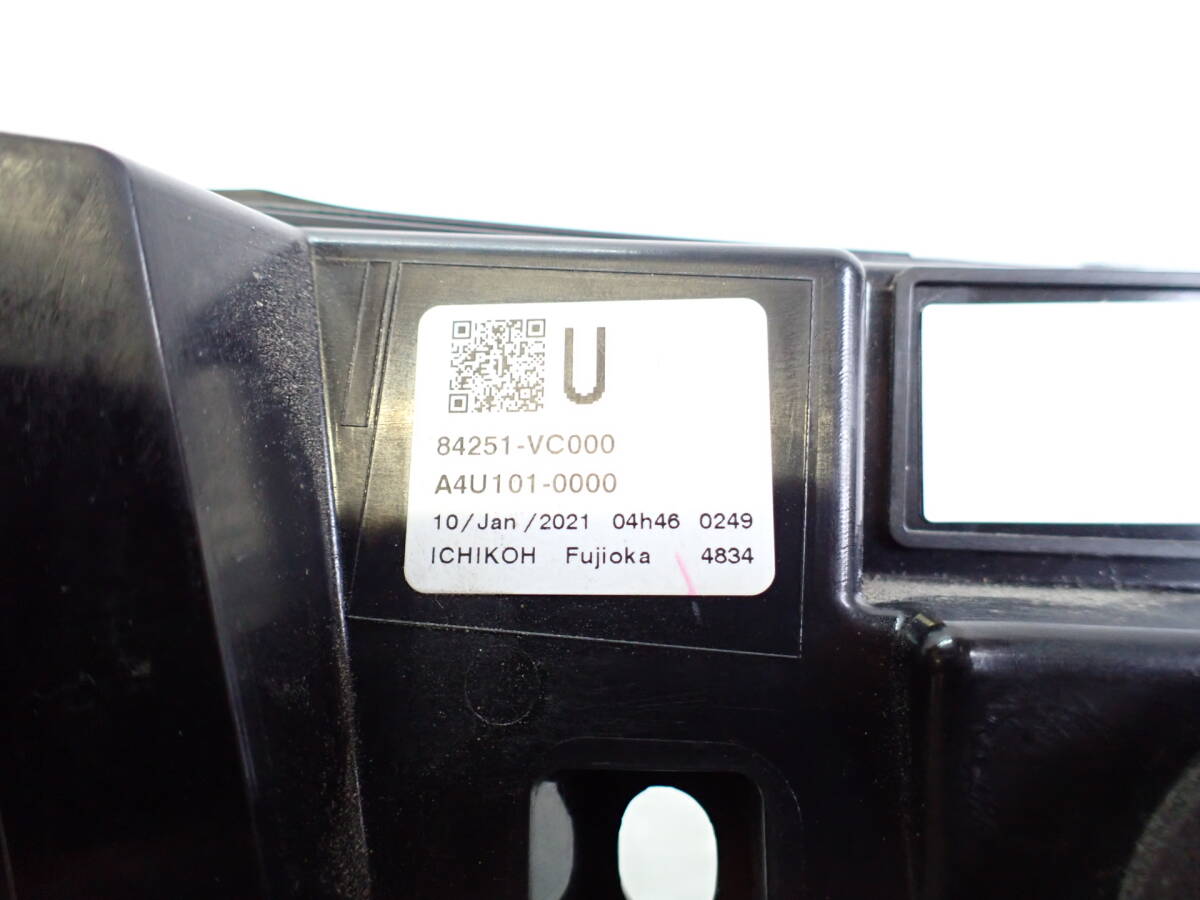 U
84251-VC000
A4U101-0000
10/Jan/2021 04h46 0249
ICHIKOH Fujioka 4834